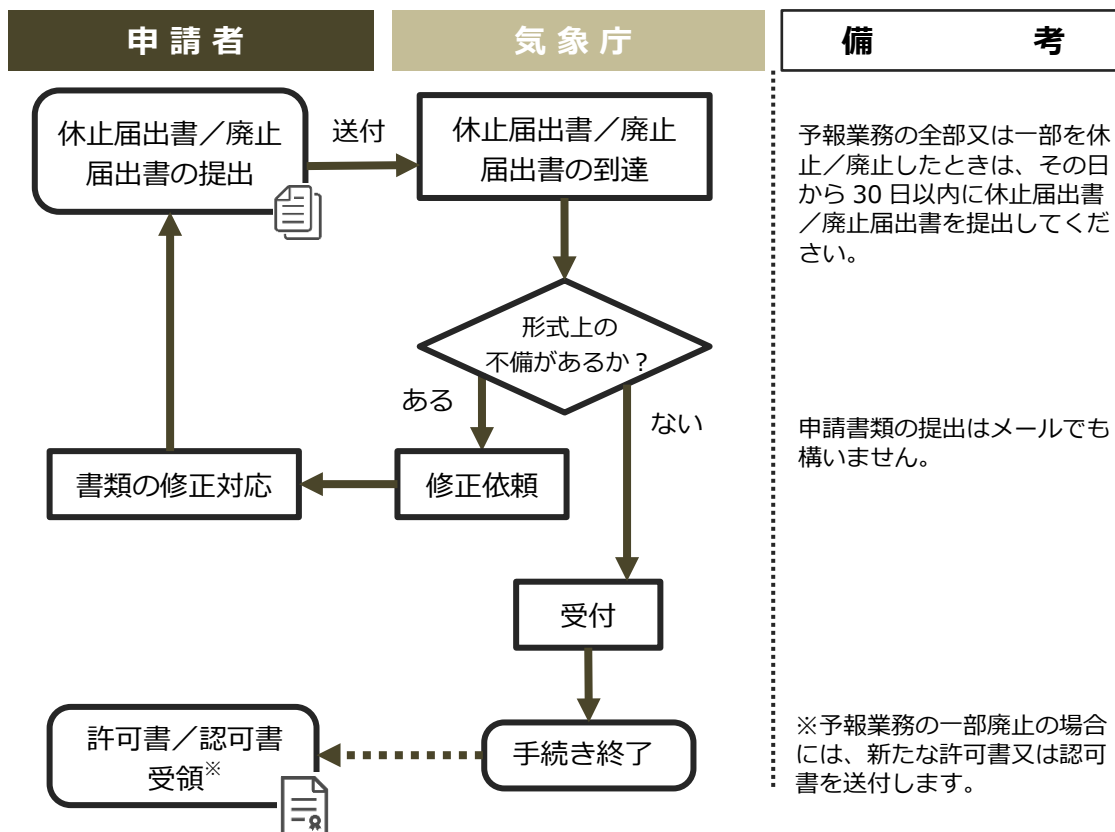 申請者
気象庁
備 考
休止届出書／廃止
届出書の提出
送付
休止届出書／廃止
届出書の到達
予報業務の全部又は一部を休
止／廃止したときは、その日
から 30 日以内に休止届出書
／廃止届出書を提出してくだ
さい。
形式上の
不備があるか？
ある
ない
申請書類の提出はメールでも
構いません。
書類の修正対応
修正依頼
受付
許可書／認可書
受領※
手続き終了
※予報業務の一部廃止の場合
には、新たな許可書又は認可
書を送付します。